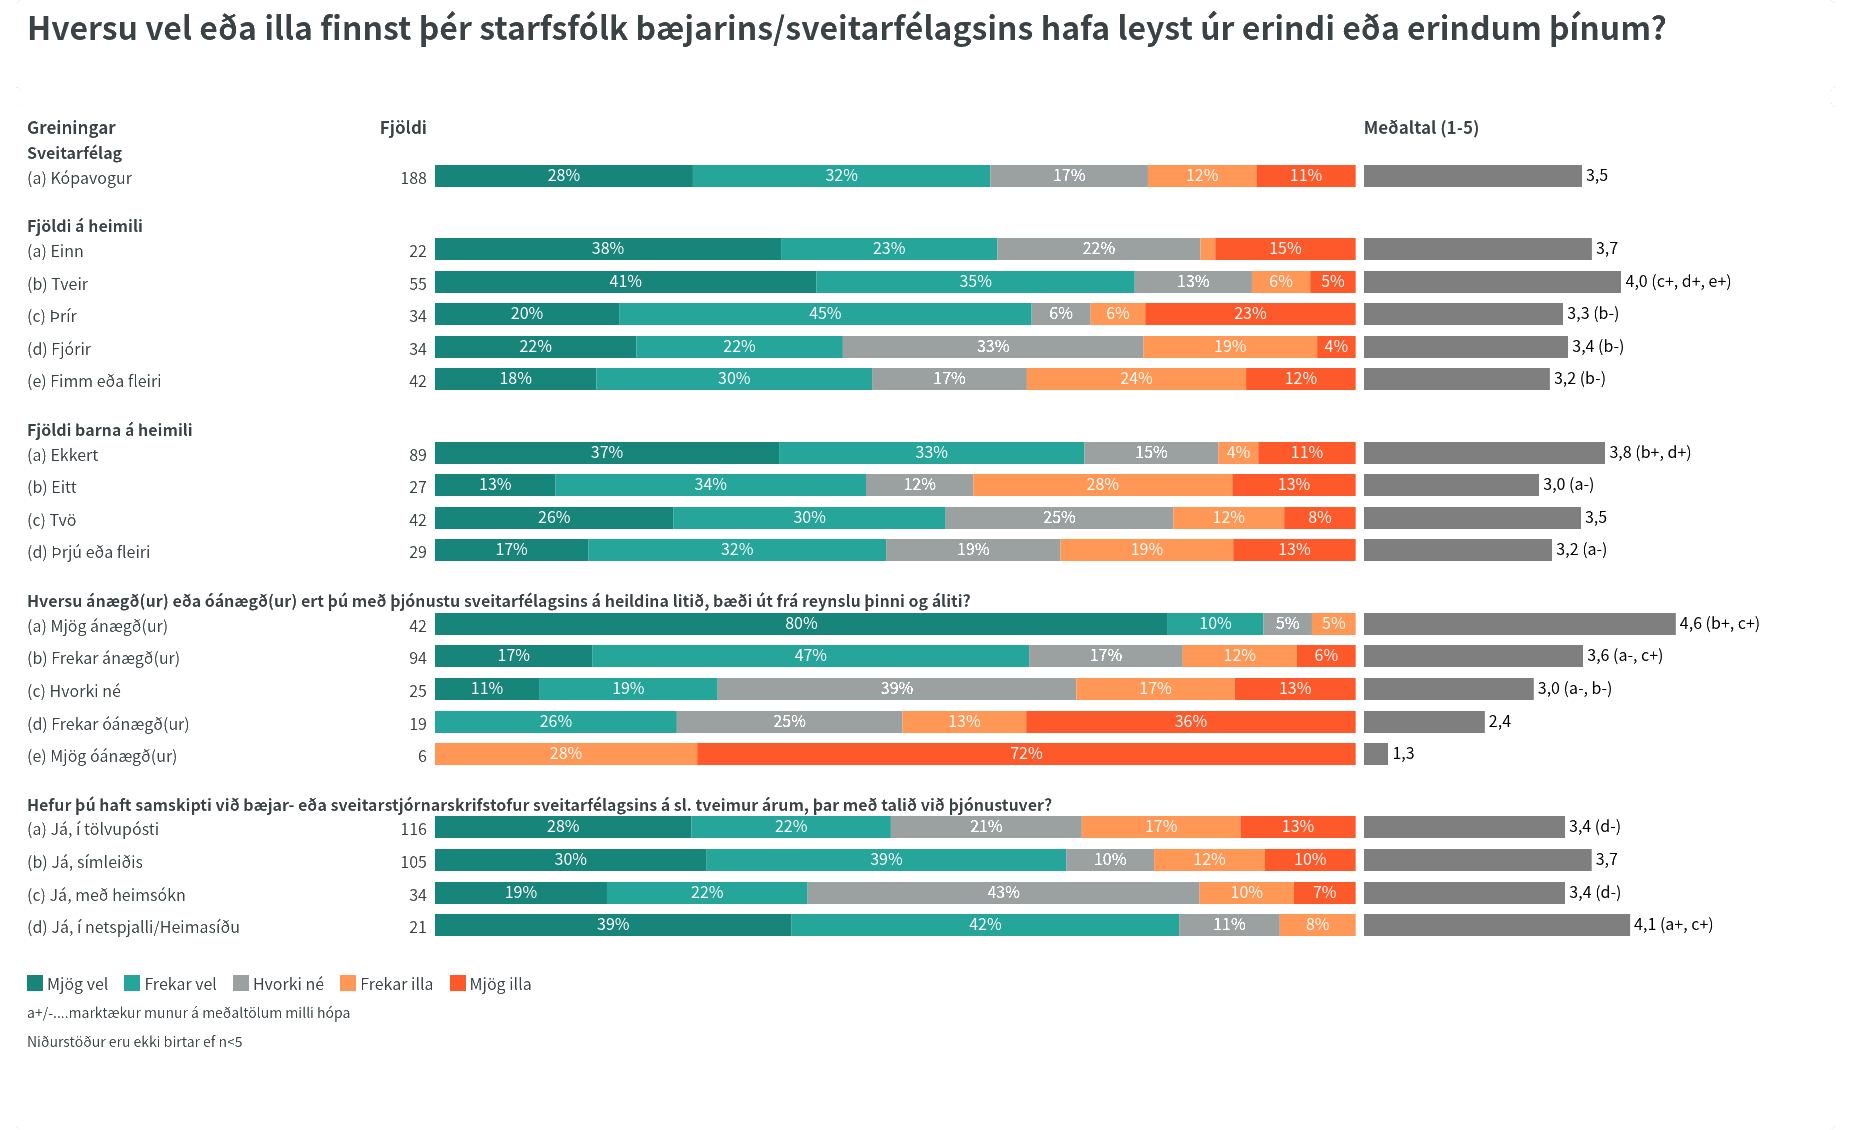 Hversu vel eða illa finnst þér starfsfólk bæjarins/sveitarfélagsins hafa leyst úr erindi eða erindum þínum?
Greiningar Fjöldi Meðaltal (1-5)
Sveitarfélag
(a) Kópavogur 188 28% 32% 17% 12% 11% 3,5
Fjöldi á heimili
(a) Einn 22 38% 23% 22% 15% 3,7
(b) Tveir 55 41% 35% 13% 6% 5% 4,0 (c+, d+, e+)
(c) Þrír 34 20% 45% 6% 6% 23% 3,3 (b-)
(d) Fjórir 34 22% 22% 33% 19% 4% 3,4 (b-)
(e) Fimm eða fleiri 42 18% 30% 17% 24% 12% 3,2 (b-)
Fjöldi barna á heimili
(a) Ekkert 89 37% 33% 15% 4% 11% 3,8 (b+, d+)
(b) Eitt 27 13% 34% 12% 28% 13% 3,0 (a-)
(c) Tvö 42 26% 30% 25% 12% 8% 3,5
(d) Þrjú eða fleiri 29 17% 32% 19% 19% 13% 3,2 (a-)
Hversu ánægð(ur) eða óánægð(ur) ert þú með þjónustu sveitarfélagsins á heildina litið, bæði út frá reynslu þinni og áliti?
(a) Mjög ánægð(ur) 42 80% 10% 5% 5% 4,6 (b+, c+)
(b) Frekar ánægð(ur) 94 17% 47% 17% 12% 6% 3,6 (a-, c+)
(c) Hvorki né 25 11% 19% 39% 17% 13% 3,0 (a-, b-)
(d) Frekar óánægð(ur) 19 26% 25% 13% 36% 2,4
(e) Mjög óánægð(ur) 6 28% 72% 1,3
Hefur þú haft samskipti við bæjar- eða sveitarstjórnarskrifstofur sveitarfélagsins á sl. tveimur árum, þar með talið við þjónustuver?
(a) Já, í tölvupósti 116 28% 22% 21% 17% 13% 3,4 (d-)
(b) Já, símleiðis 105 30% 39% 10% 12% 10% 3,7
(c) Já, með heimsókn 34 19% 22% 43% 10% 7% 3,4 (d-)
(d) Já, í netspjalli/Heimasíðu 21 39% 42% 11% 8% 4,1 (a+, c+)
Mjög vel Frekar vel Hvorki né Frekar illa Mjög illa
a+/-....marktækur munur á meðaltölum milli hópa
Niðurstöður eru ekki birtar ef n<5